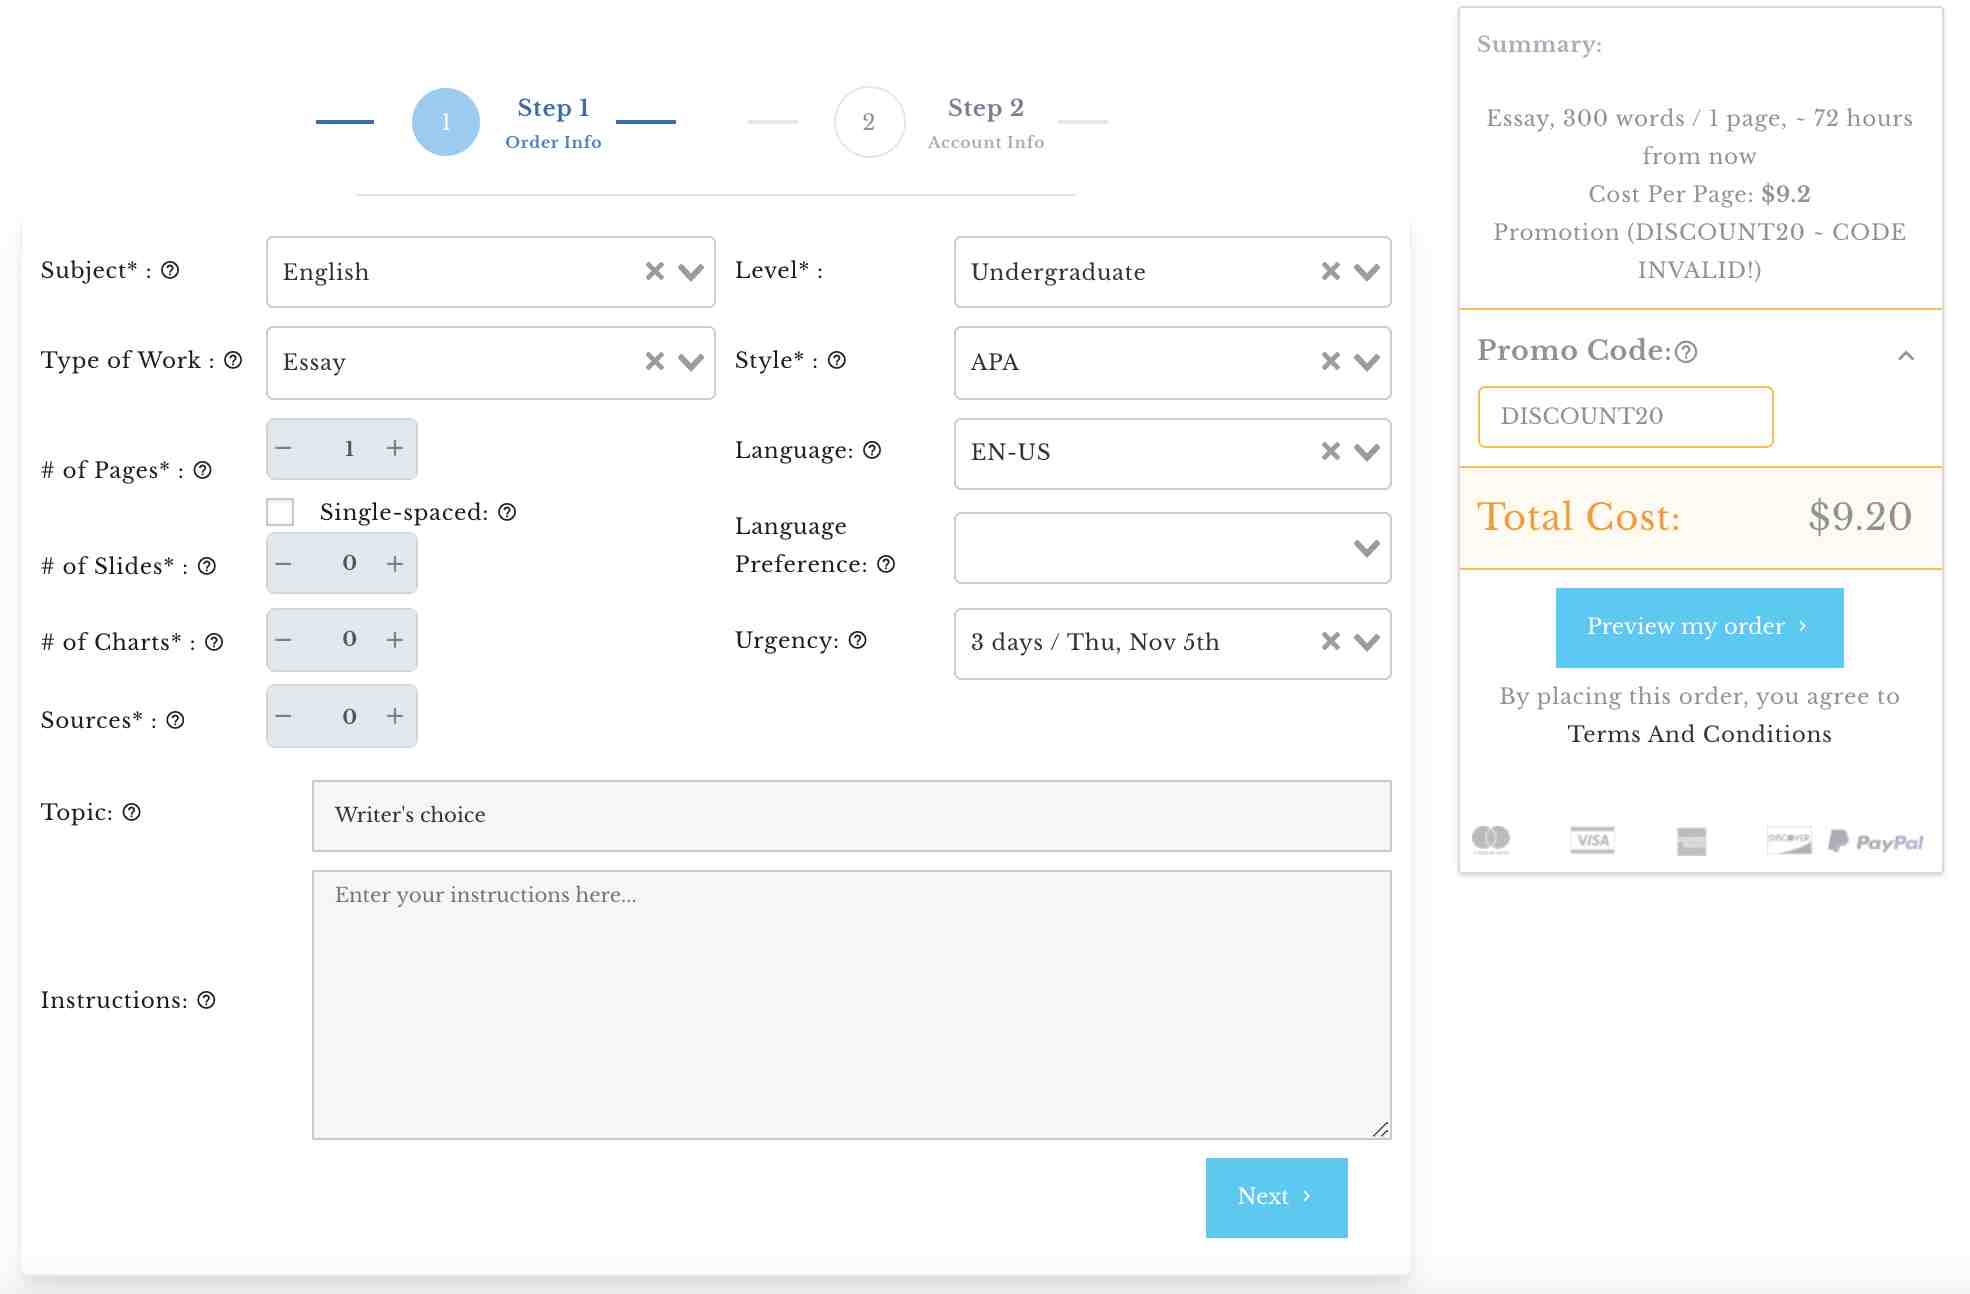 1
Step 1
Order Info
2
Step 2
Account Info
Subject* :
English
Level* :
Undergraduate
Type of Work :
Essay
Style* :
APA
# of Pages* :
1
Single-spaced:
Language:
EN-US
# of Slides* :
0
Language
Preference:
# of Charts* :
0
Urgency:
3 days / Thu, Nov 5th
Sources* :
0
Topic:
Writer's choice
Instructions:
Enter your instructions here...
Next
Summary:
Essay, 300 words / 1 page, ~ 72 hours
from now
Cost Per Page: $9.2
Promotion (DISCOUNT20 ~ CODE
INVALID!)
Promo Code:
DISCOUNT20
Total Cost: $9.20
Preview my order
By placing this order, you agree to
Terms And Conditions
VISA
DISCOVER
PayPal